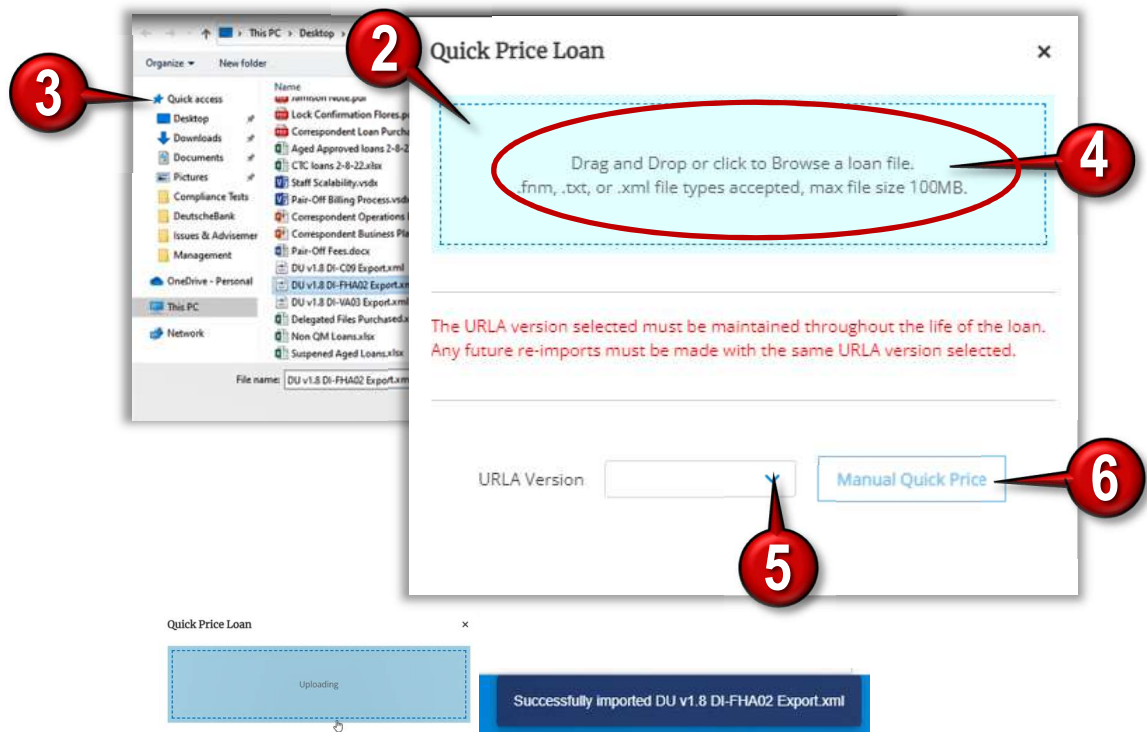 This PC > Desktop >
Organize
New folder
3
Quick access
Desktop
Downloads
Documents
Pictures
Compliance Tests
DeutscheBank
Issues & Advisemer
Management
OneDrive - Personal
This PC
Network
Name
Jamison Note.pdf
Lock Confirmation Flores.p
Correspondent Loan Purcha
Aged Approved loans 2-8-2
CTC loans 2-8-22.xlsx
Staff Scalability.vsdx
Pair-Off Billing Process.vsd
Correspondent Operations
Correspondent Business Pla
Pair-Off Fees.docx
DU v1.8 DI-C09 Export.xml
DU v1.8 DI-FHA02 Export.xm
DU v1.8 DI-VA03 Export.xml
Delegated Files Purchased.x
Non QM Loans.xlsx
Suspened Aged Loans.xlsx
File name: DU v1.8 DI-FHA02 Export.xm
2
Quick Price Loan
×
Drag and Drop or click to Browse a loan file.
.fnm, .txt, or .xml file types accepted, max file size 100MB.
4
The URLA version selected must be maintained throughout the life of the loan.
Any future re-imports must be made with the same URLA version selected.
URLA Version
Manual Quick Price
6
5
Quick Price Loan
×
Uploading
Successfully imported DU v1.8 DI-FHA02 Export.xml